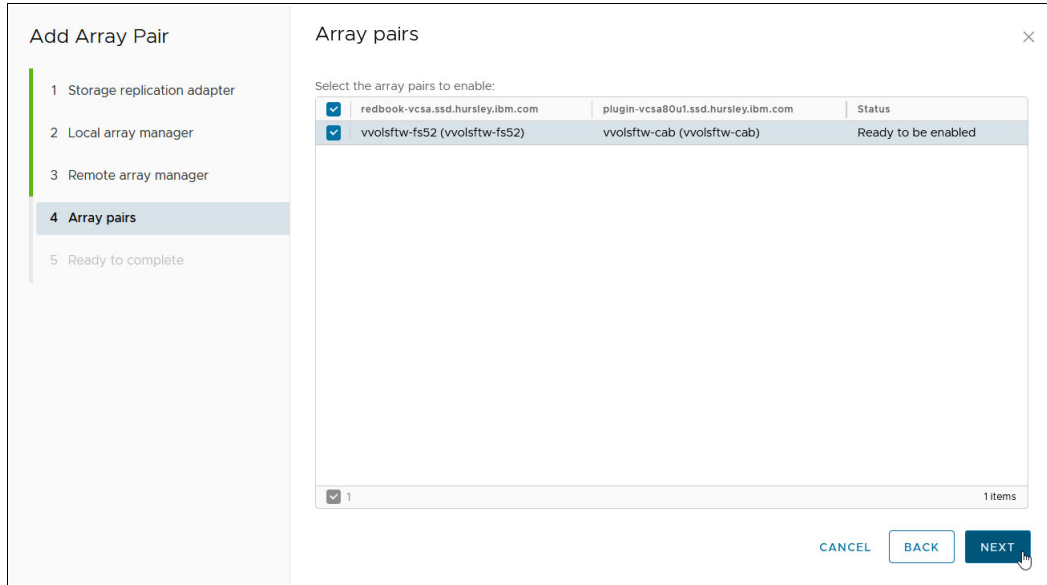 Add Array Pair
1 Storage replication adapter
2 Local array manager
3 Remote array manager
4 Array pairs
5 Ready to complete
Array pairs
Select the array pairs to enable:
redbook-vcsa.ssd.hursley.ibm.com plugin-vcsa80u1.ssd.hursley.ibm.com Status
vvolsftw-fs52 (vvolsftw-fs52) vvolsftw-cab (vvolsftw-cab) Ready to be enabled
1 1 items
CANCEL BACK NEXT